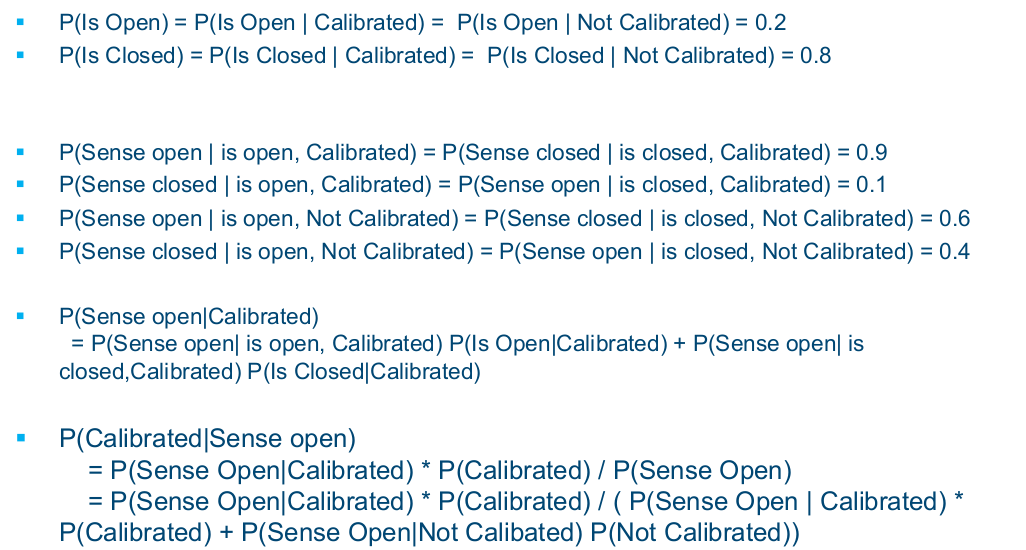 ▪ P(Is Open) = P(Is Open | Calibrated) = P(Is Open | Not Calibrated) = 0.2
▪ P(Is Closed) = P(Is Closed | Calibrated) = P(Is Closed | Not Calibrated) = 0.8
▪ P(Sense open | is open, Calibrated) = P(Sense closed | is closed, Calibrated) = 0.9
▪ P(Sense closed | is open, Calibrated) = P(Sense open | is closed, Calibrated) = 0.1
▪ P(Sense open | is open, Not Calibrated) = P(Sense closed | is closed, Not Calibrated) = 0.6
▪ P(Sense closed | is open, Not Calibrated) = P(Sense open | is closed, Not Calibrated) = 0.4
▪ P(Sense open|Calibrated)
= P(Sense open| is open, Calibrated) P(Is Open|Calibrated) + P(Sense open| is
closed,Calibrated) P(Is Closed|Calibrated)
▪ P(Calibrated|Sense open)
= P(Sense Open|Calibrated) * P(Calibrated) / P(Sense Open)
= P(Sense Open|Calibrated) * P(Calibrated) / ( P(Sense Open | Calibrated) *
P(Calibrated) + P(Sense Open|Not Calibated) P(Not Calibrated))